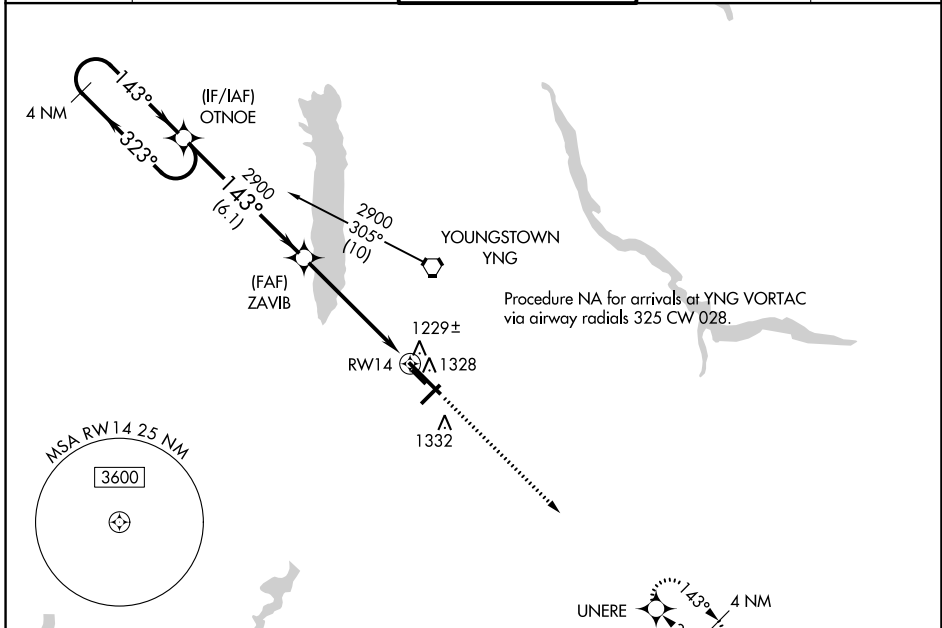 143°
4 NM
323°
(IF/IAF)
OTNOE
2900
143°
(6.1)
2900
305°
(10)
YOUNGSTOWN
YNG
(FAF)
ZAVIB
Procedure NA for arrivals at YNG VORTAC
via airway radials 325 CW 028.
1229±
RW14
1328
1332
MSA RW14 25 NM
3600
UNERE
143°
4 NM